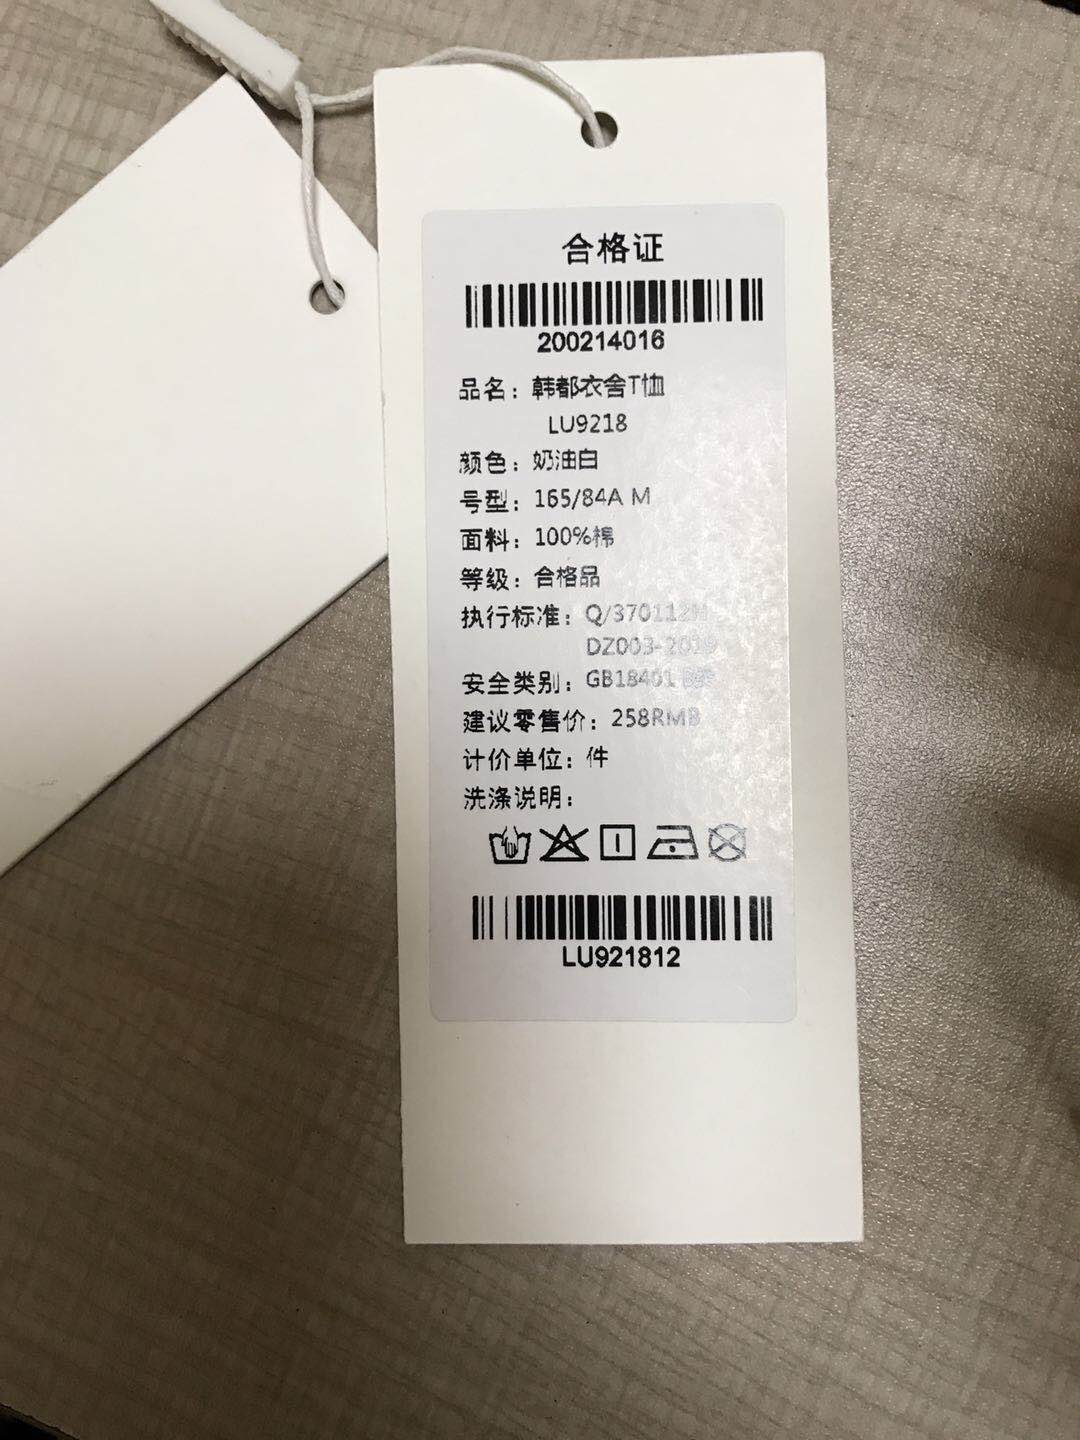 合格证
200214016
品名：韩都衣舍T恤
LU9218
颜色：奶油白
号型：165/84A M
面料：100%棉
等级：合格品
执行标准：Q/370112H
DZ003-2019
安全类别：GB18401 B类
建议零售价：258RMB
计价单位：件
洗涤说明：
LU921812